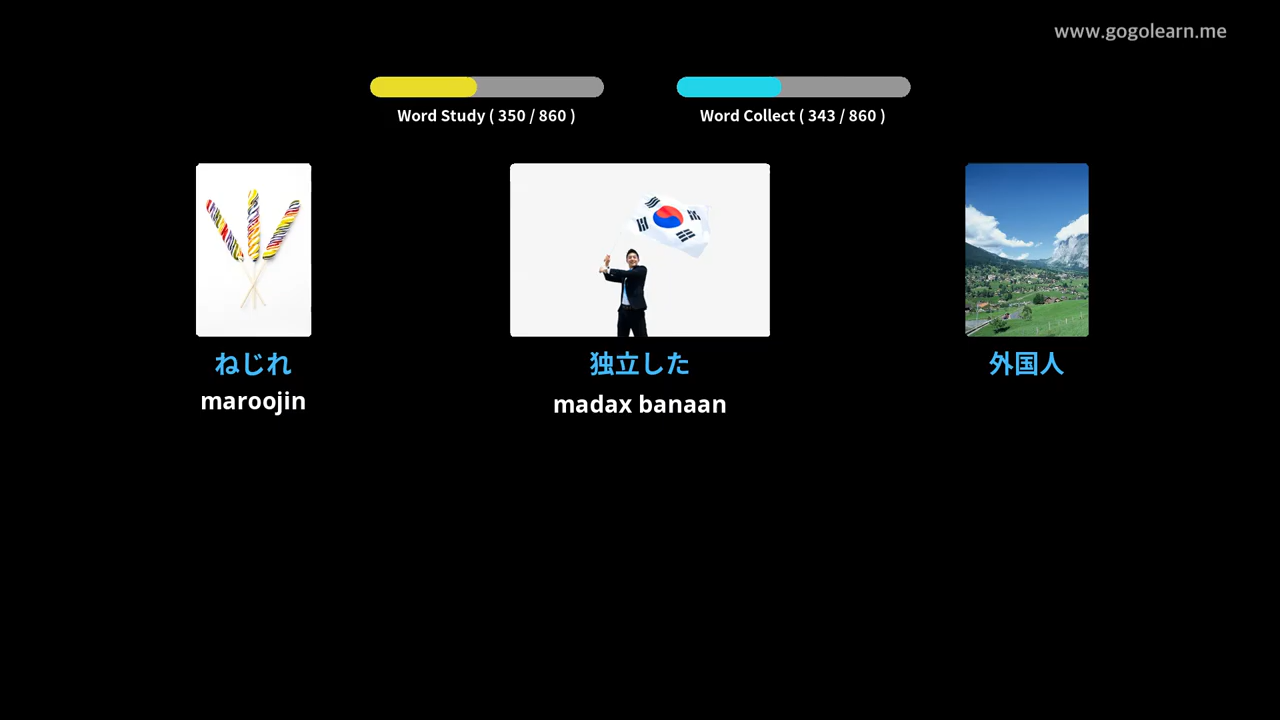 www.gogolearn.me
Word Study ( 350 / 860 )
Word Collect ( 343 / 860 )
ねじれ
maroojin
独立した
madax banaan
外国人